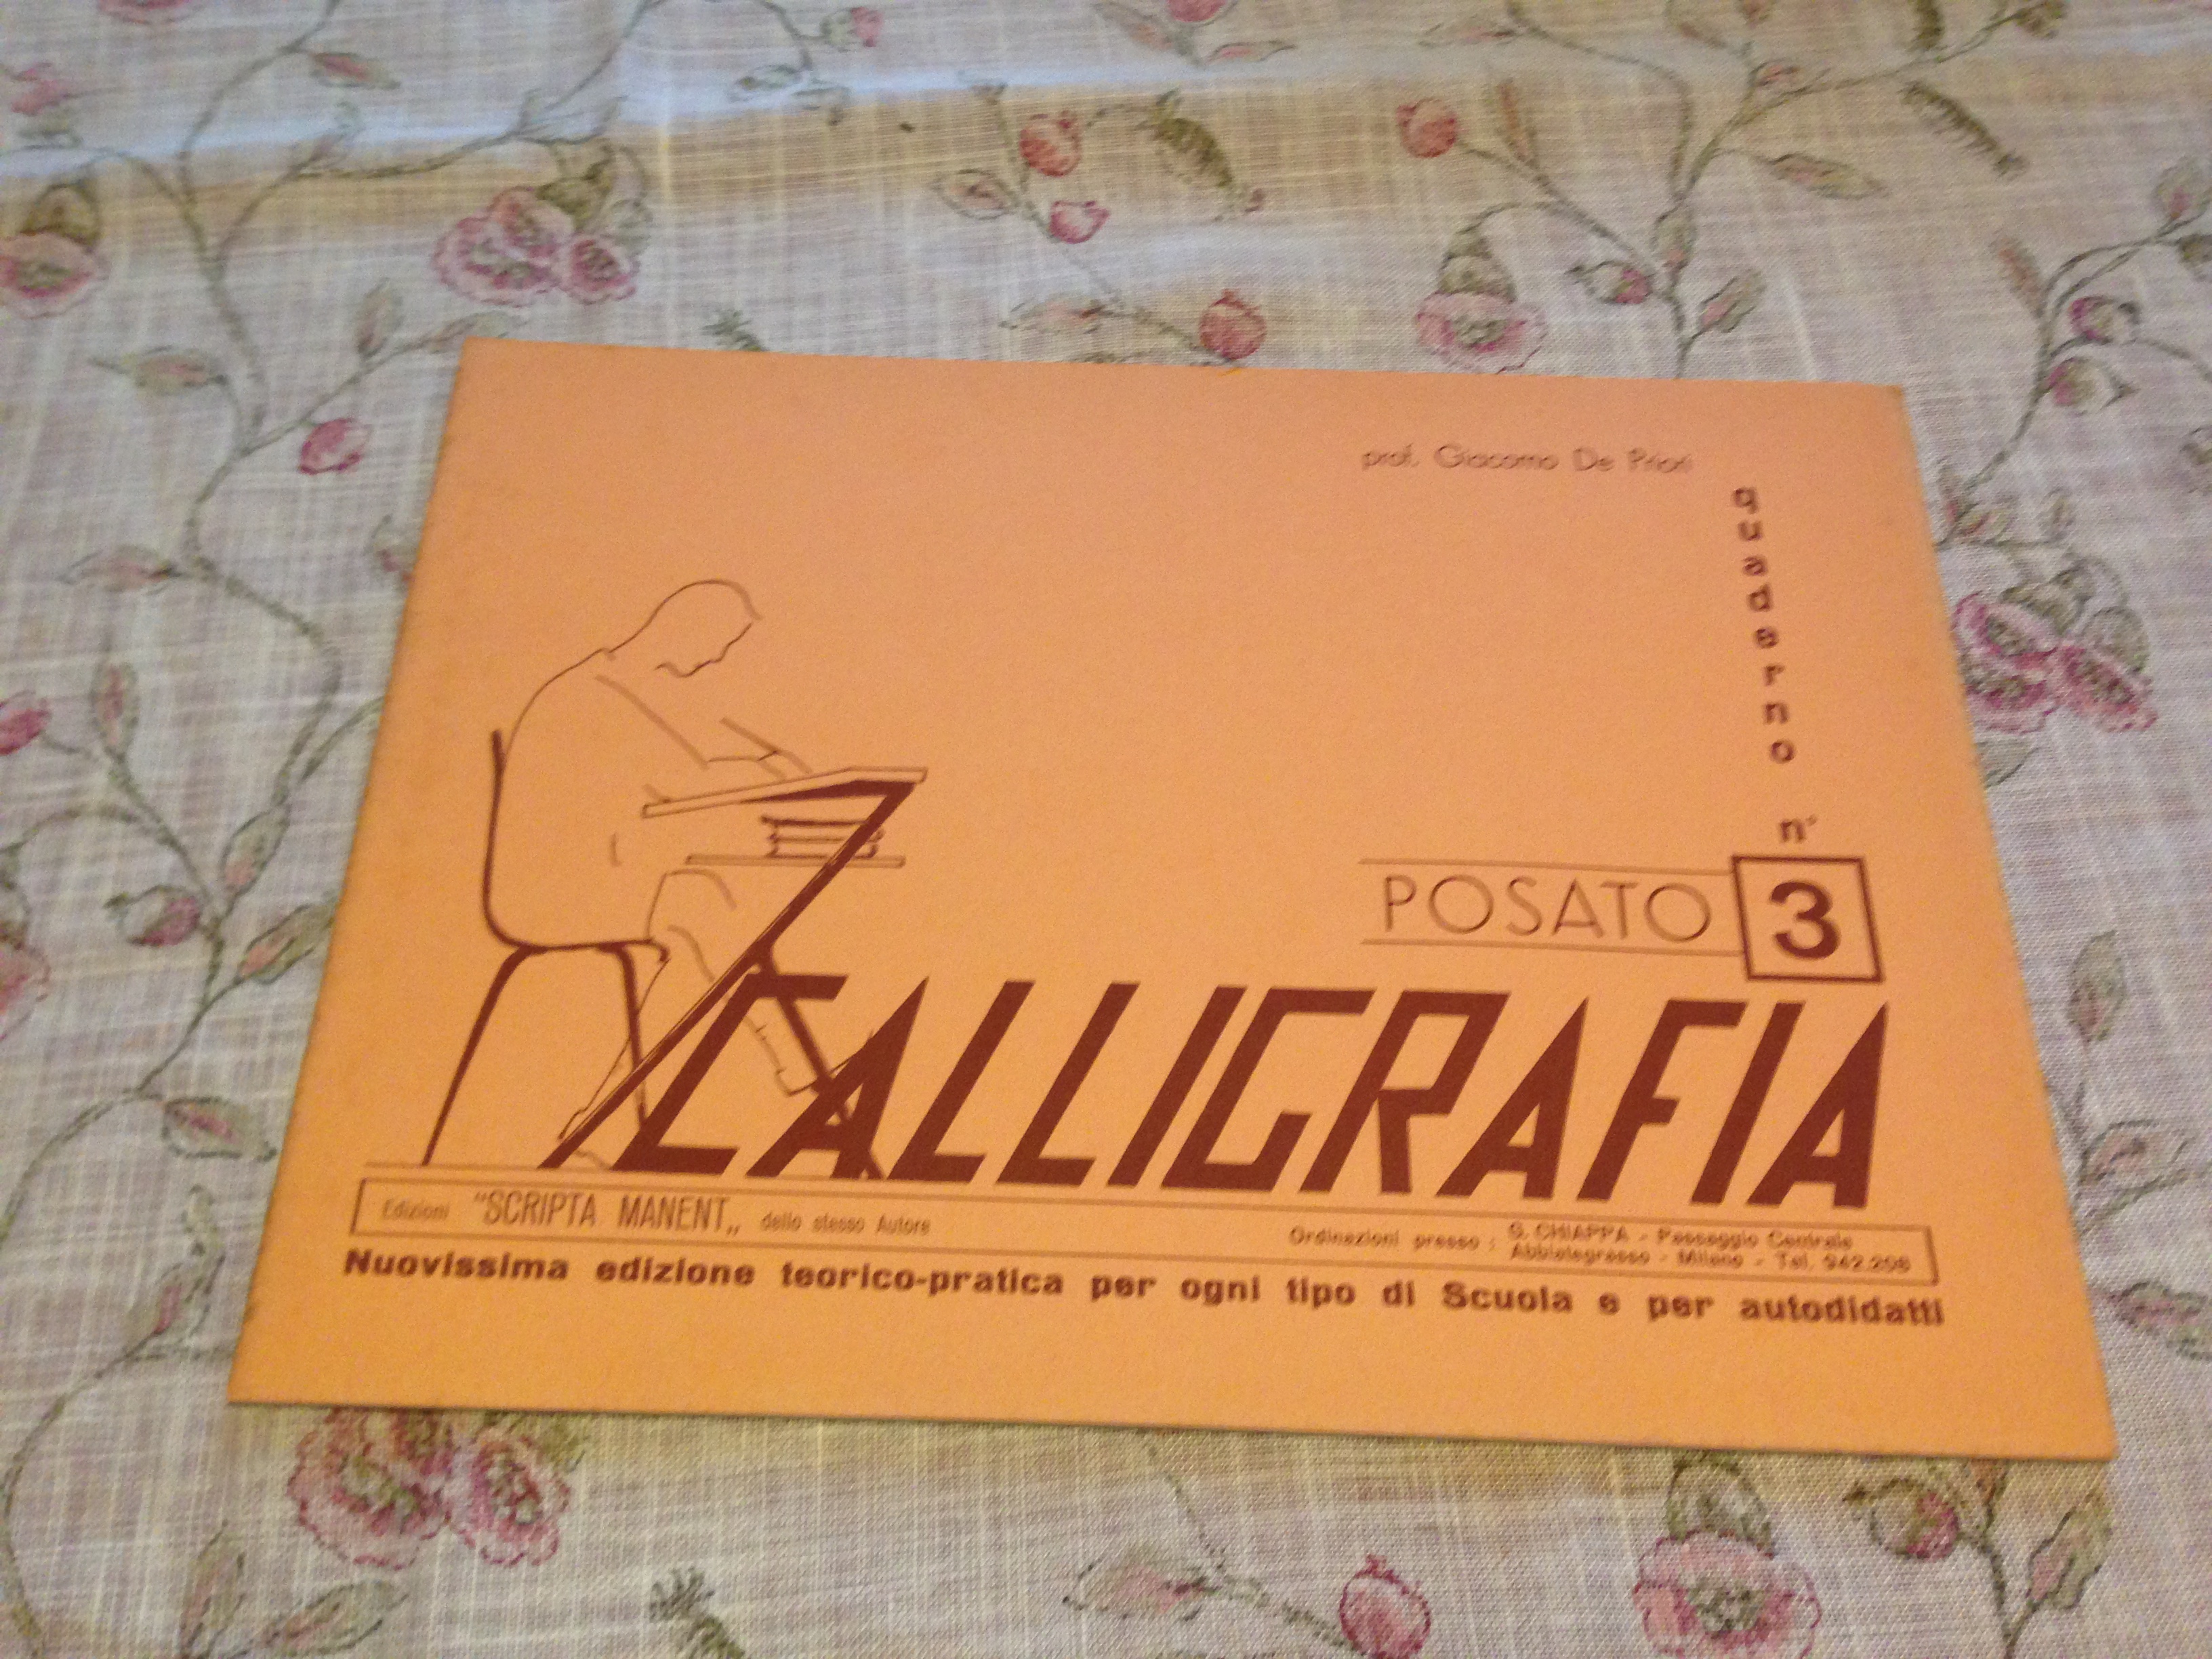 prof. Giacomo De Priori
quaderno n°
POSATO 3
CALLIGRAFIA
Edizioni "SCRIPTA MANENT„ dello stesso Autore
Ordinazioni presso : G. CHIAPPA - Passaggio Centrale
Abbiategrasso - Milano - Tel. 942.208
Nuovissima edizione teorico-pratica per ogni tipo di Scuola e per autodidatti